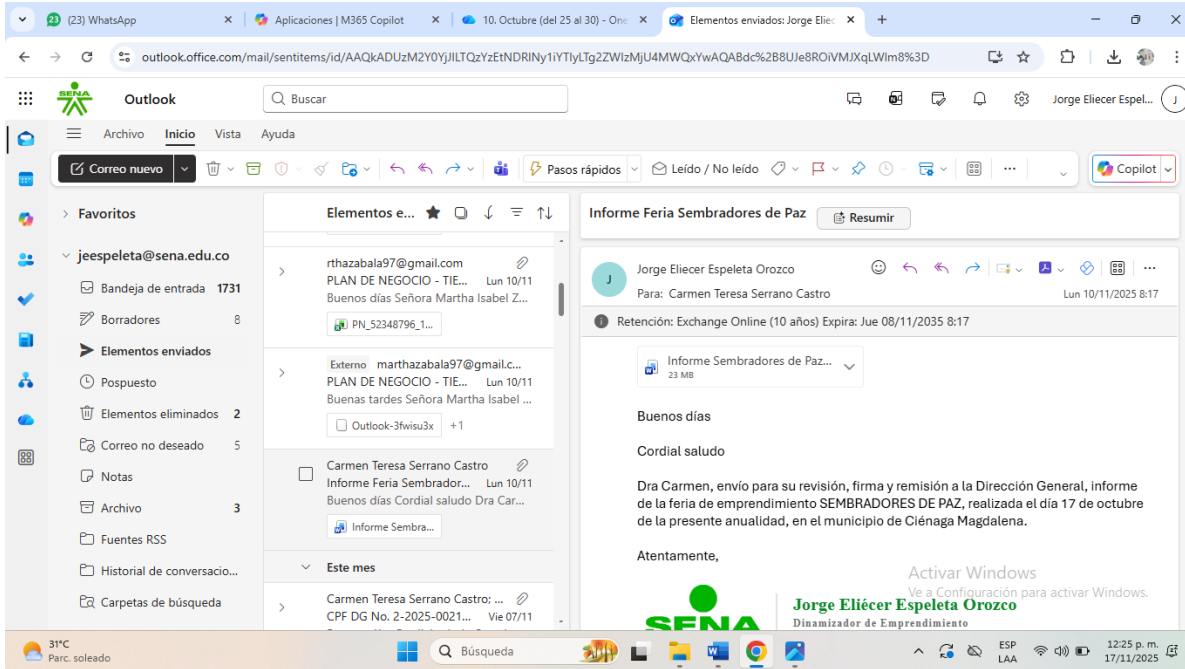 (23) WhatsApp
Aplicaciones | M365 Copilot
10. Octubre (del 25 al 30) - One
Elementos enviados: Jorge Eliec
outlook.office.com/mail/sentitems/id/AAQkADUzM2Y0YjJlLTQzYzEtNDRlNy1iYTIyLTg2ZWIzMjU4MWQxYwAQABdc%2B8UJe8ROiVMJXqLWlm8%3D
SENA
Outlook
Buscar
Jorge Eliecer Espel...
J
Archivo
Inicio
Vista
Ayuda
Correo nuevo
Pasos rápidos
Leído / No leído
Copilot
Favoritos
jeespeleta@sena.edu.co
Bandeja de entrada 1731
Borradores 8
Elementos enviados
Pospuesto
Elementos eliminados 2
Correo no deseado 5
Notas
Archivo 3
Fuentes RSS
Historial de conversacio...
Carpetas de búsqueda
Elementos e...
rthazabala97@gmail.com
PLAN DE NEGOCIO - TIE... Lun 10/11
Buenos días Señora Martha Isabel Z...
PN_52348796_1...
Externo marthazabala97@gmail.c...
PLAN DE NEGOCIO - TIE... Lun 10/11
Buenas tardes Señora Martha Isabel ...
Outlook-3fwisu3x +1
Carmen Teresa Serrano Castro
Informe Feria Sembrador... Lun 10/11
Buenos días Cordial saludo Dra Car...
Informe Sembra...
Este mes
Carmen Teresa Serrano Castro; ...
CPF DG No. 2-2025-0021... Vie 07/11
Informe Feria Sembradores de Paz
Resumir
J
Jorge Eliecer Espeleta Orozco
Para: Carmen Teresa Serrano Castro
Lun 10/11/2025 8:17
Retención: Exchange Online (10 años) Expira: Jue 08/11/2035 8:17
Informe Sembradores de Paz...
23 MB
Buenos días
Cordial saludo
Dra Carmen, envío para su revisión, firma y remisión a la Dirección General, informe
de la feria de emprendimiento SEMBRADORES DE PAZ, realizada el día 17 de octubre
de la presente anualidad, en el municipio de Ciénaga Magdalena.
Atentamente,
Activar Windows
Ve a Configuración para activar Windows.
SENA
Jorge Eliécer Espeleta Orozco
Dinamizador de Emprendimiento
31°C
Parc. soleado
Búsqueda
ESP
LAA
12:25 p. m.
17/11/2025